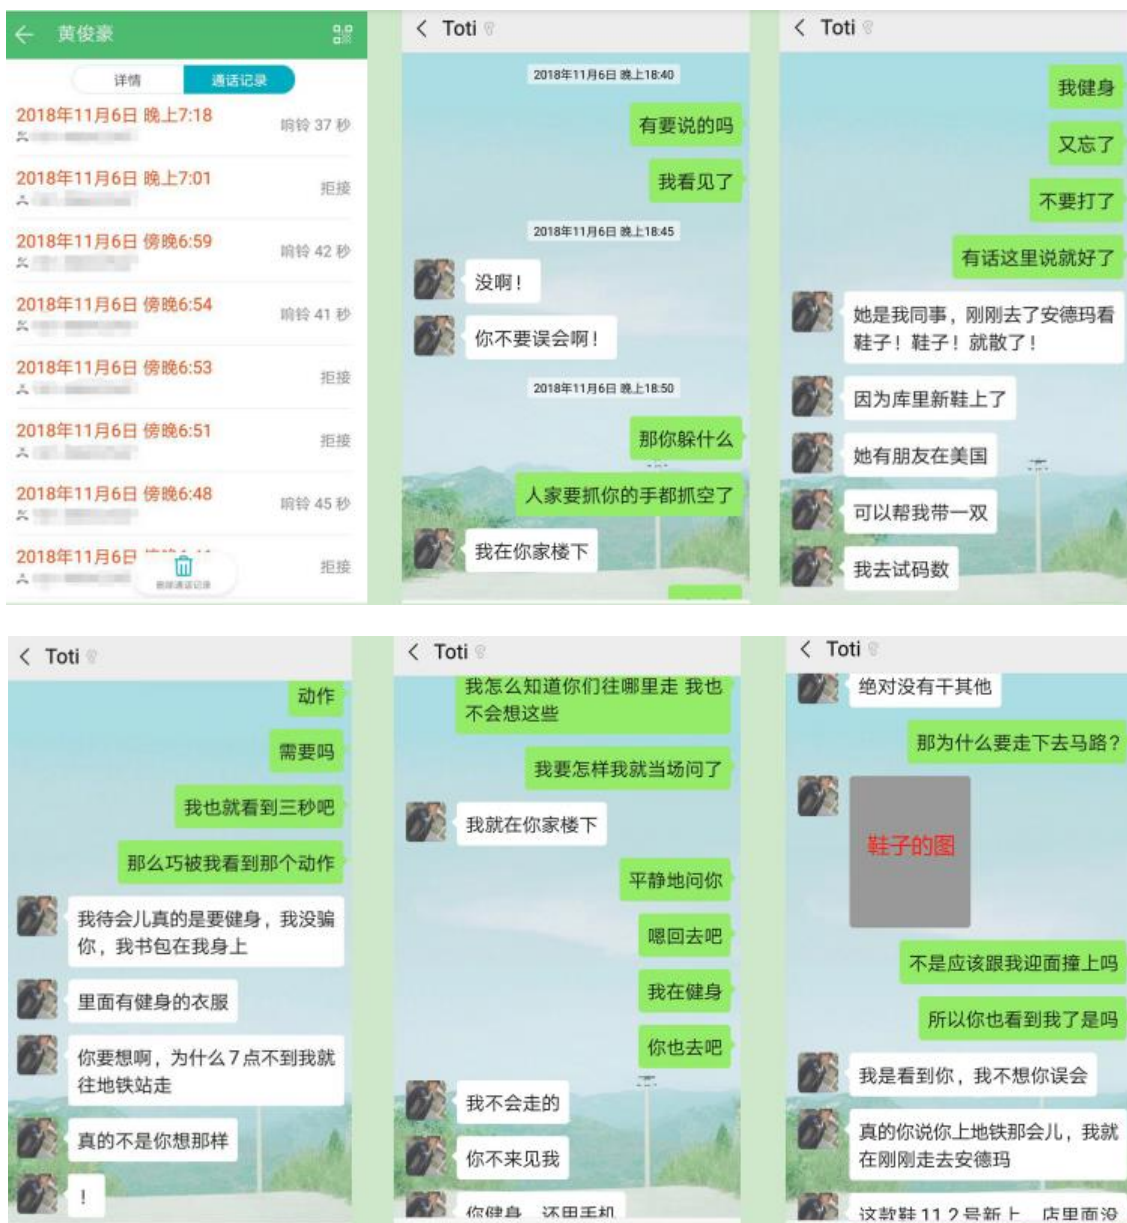 黄俊豪
详情
通话记录
2018年11月6日 晚上7:18
响铃 37 秒
2018年11月6日 晚上7:01
拒接
2018年11月6日 傍晚6:59
响铃 42 秒
2018年11月6日 傍晚6:54
响铃 41 秒
2018年11月6日 傍晚6:53
拒接
2018年11月6日 傍晚6:51
拒接
2018年11月6日 傍晚6:48
响铃 45 秒
2018年11月6日
拒接
删除通话记录
Toti
2018年11月6日 晚上18:40
有要说的吗
我看见了
2018年11月6日 晚上18:45
没啊！
你不要误会啊！
2018年11月6日 晚上18:50
那你躲什么
人家要抓你的手都抓空了
我在你家楼下
Toti
我健身
又忘了
不要打了
有话这里说就好了
她是我同事，刚刚去了安德玛看
鞋子！鞋子！就散了！
因为库里新鞋上了
她有朋友在美国
可以帮我带一双
我去试码数
Toti
动作
需要吗
我也就看到三秒吧
那么巧被我看到那个动作
我待会儿真的是要健身，我没骗
你，我书包在我身上
里面有健身的衣服
你要想啊，为什么7点不到我就
往地铁站走
真的不是你想那样
！
Toti
我怎么知道你们往哪里走 我也
不会想这些
我要怎样我就当场问了
我就在你家楼下
平静地问你
嗯回去吧
我在健身
你也去吧
我不会走的
你不来见我
你健身，还用手机
Toti
绝对没有干其他
那为什么要走下去马路？
鞋子的图
不是应该跟我迎面撞上吗
所以你也看到我了是吗
我是看到你，我不想你误会
真的你说你上地铁那会儿，我就
在刚刚走去安德玛
这款鞋 11.2号新上，店里面没